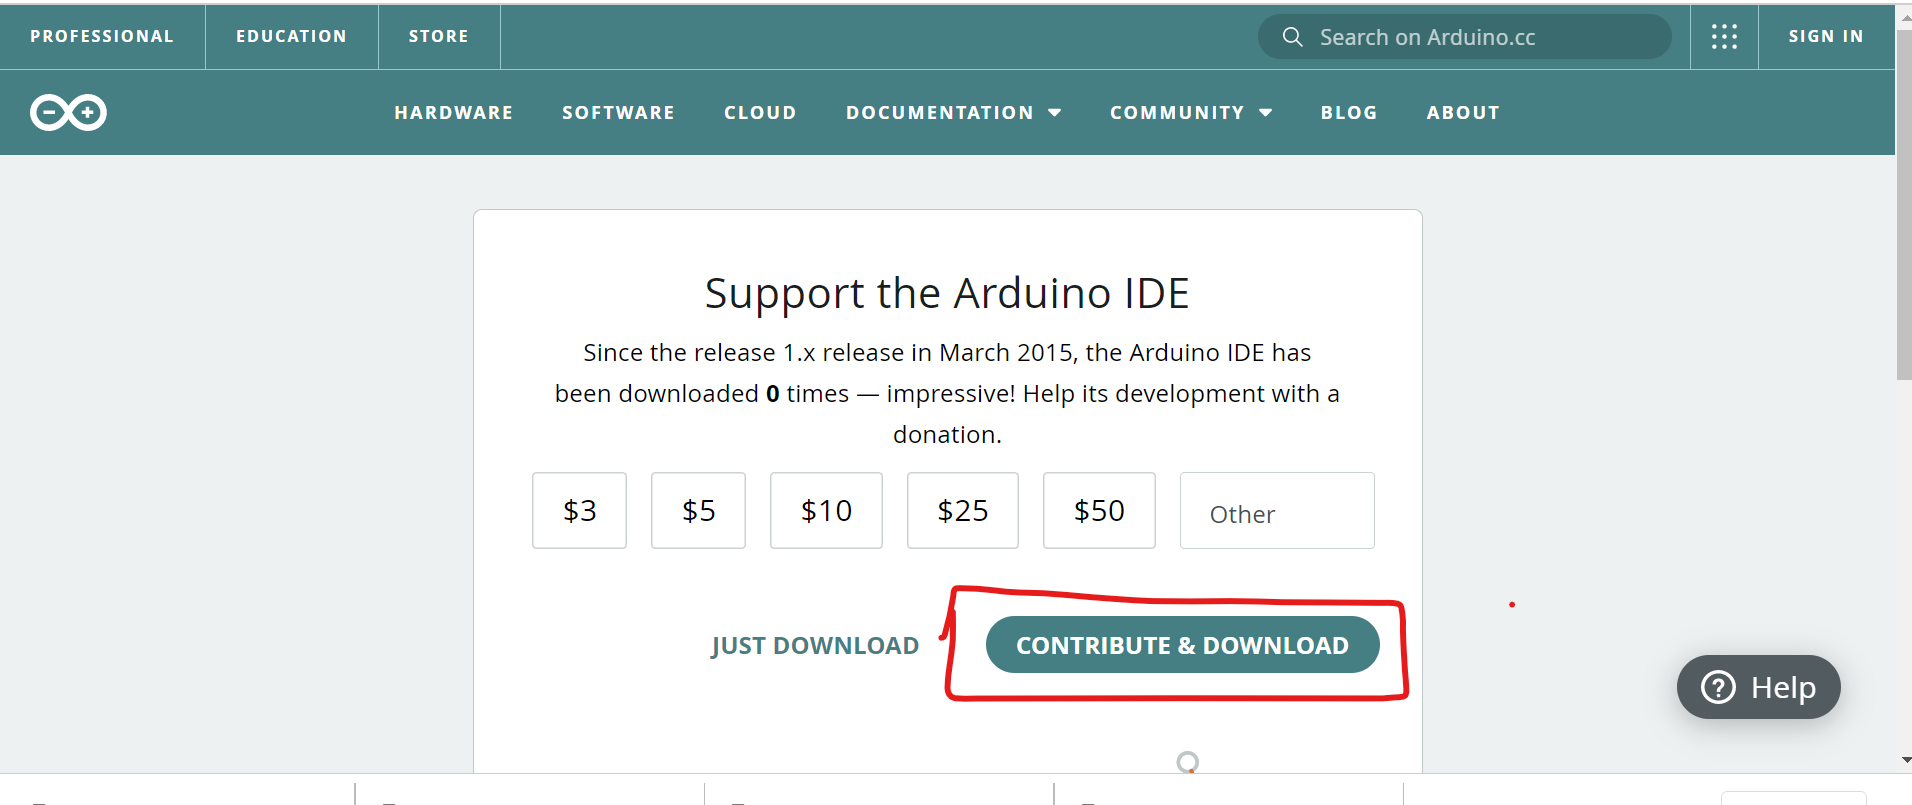 PROFESSIONAL EDUCATION STORE Search on Arduino.cc SIGN IN
HARDWARE SOFTWARE CLOUD DOCUMENTATION COMMUNITY BLOG ABOUT
Support the Arduino IDE
Since the release 1.x release in March 2015, the Arduino IDE has
been downloaded 0 times — impressive! Help its development with a
donation.
$3 $5 $10 $25 $50 Other
JUST DOWNLOAD CONTRIBUTE & DOWNLOAD
Help